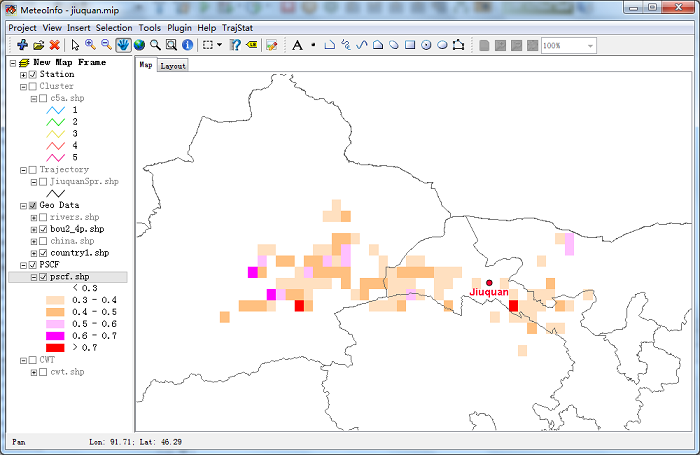 MeteoInfo - jiuquan.mip
Project View Insert Selection Tools Plugin Help TrajStat
A 100%
New Map Frame
Map Layout
Station
Cluster
c5a.shp
1
2
3
4
5
Trajectory
JiuquanSpr.shp
Geo Data
rivers.shp
bou2_4p.shp
china.shp
country1.shp
PSCF
pscf.shp
< 0.3
0.3 - 0.4
0.4 - 0.5
0.5 - 0.6
0.6 - 0.7
> 0.7
CWT
cwt.shp
Jiuquan
Pan Lon: 91.71; Lat: 46.29